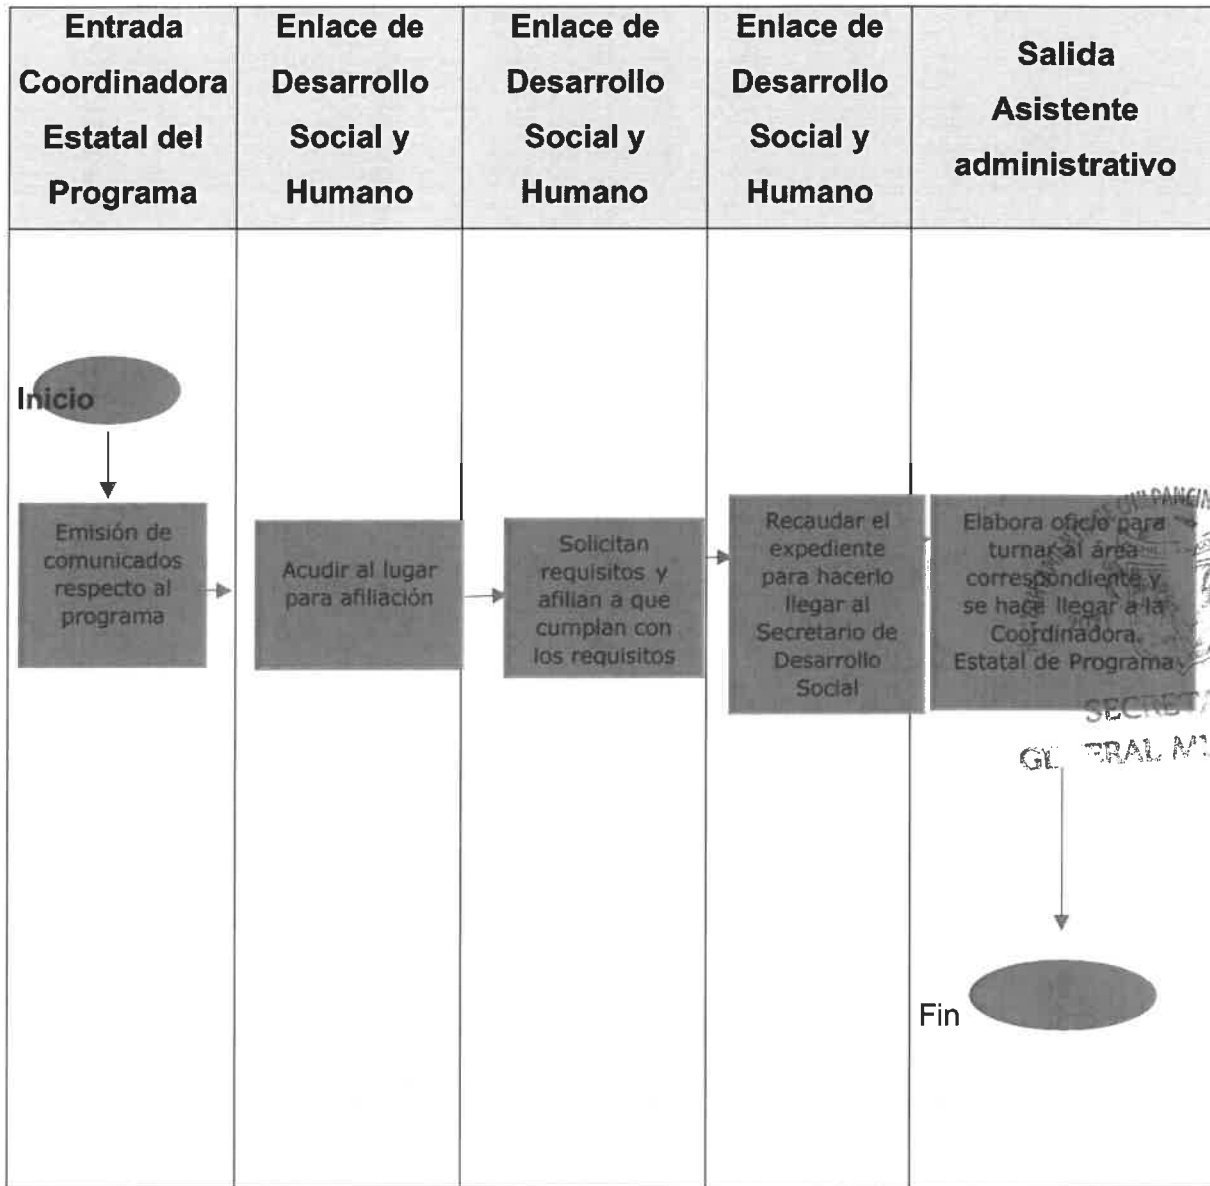 Entrada
Coordinadora
Estatal del
Programa
Enlace de
Desarrollo
Social y
Humano
Enlace de
Desarrollo
Social y
Humano
Enlace de
Desarrollo
Social y
Humano
Salida
Asistente
administrativo
Inicio
Emisión de
comunicados
respecto al
programa
Acudir al lugar
para afiliación
Solicitan
requisitos y
afilian a que
cumplan con
los requisitos
Recaudar el
expediente
para hacerlo
llegar al
Secretario de
Desarrollo
Social
Elabora oficio para
turnar al área
correspondiente y
se hace llegar a la
Coordinadora
Estatal de Programa
SECRETA
Fin